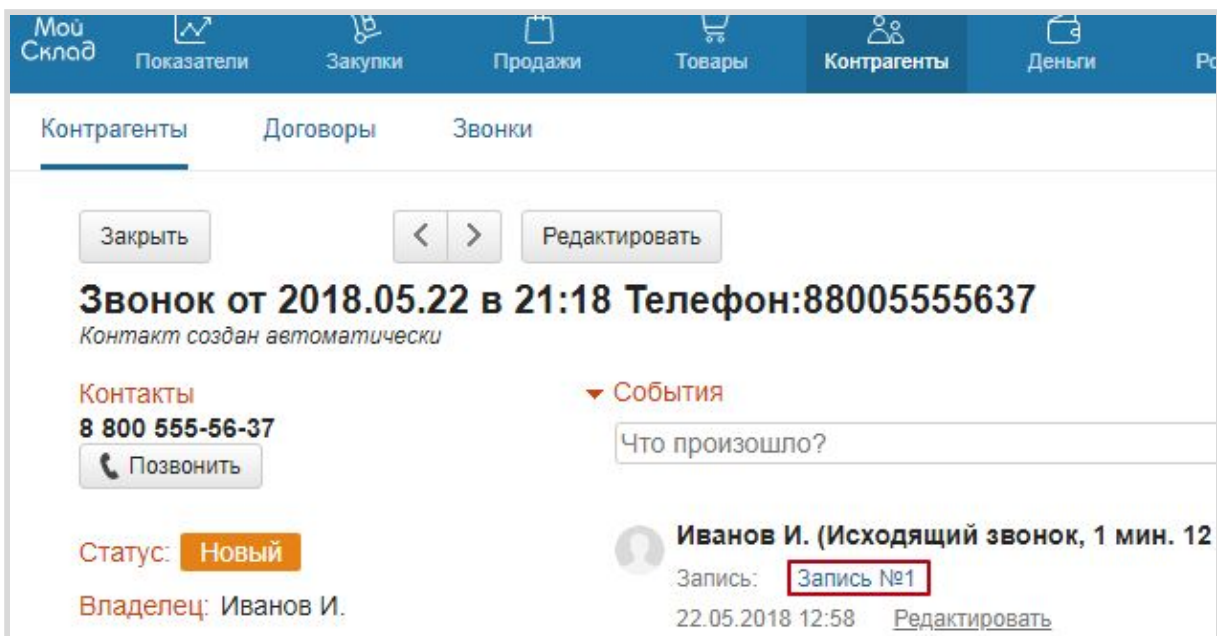 Мой Склад
Показатели Закупки Продажи Товары Контрагенты Деньги
Контрагенты Договоры Звонки
Закрыть Редактировать
Звонок от 2018.05.22 в 21:18 Телефон:88005555637
Контакт создан автоматически
Контакты
8 800 555-56-37
Позвонить
Статус: Новый
Владелец: Иванов И.
События
Что произошло?
Иванов И. (Исходящий звонок, 1 мин. 12
Запись: Запись №1
22.05.2018 12:58 Редактировать